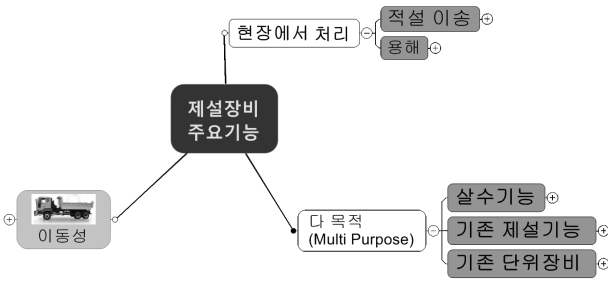 현장에서 처리
적설 이송
용해
제설장비
주요기능
이동성
다 목적
(Multi Purpose)
살수기능
기존 제설기능
기존 단위장비